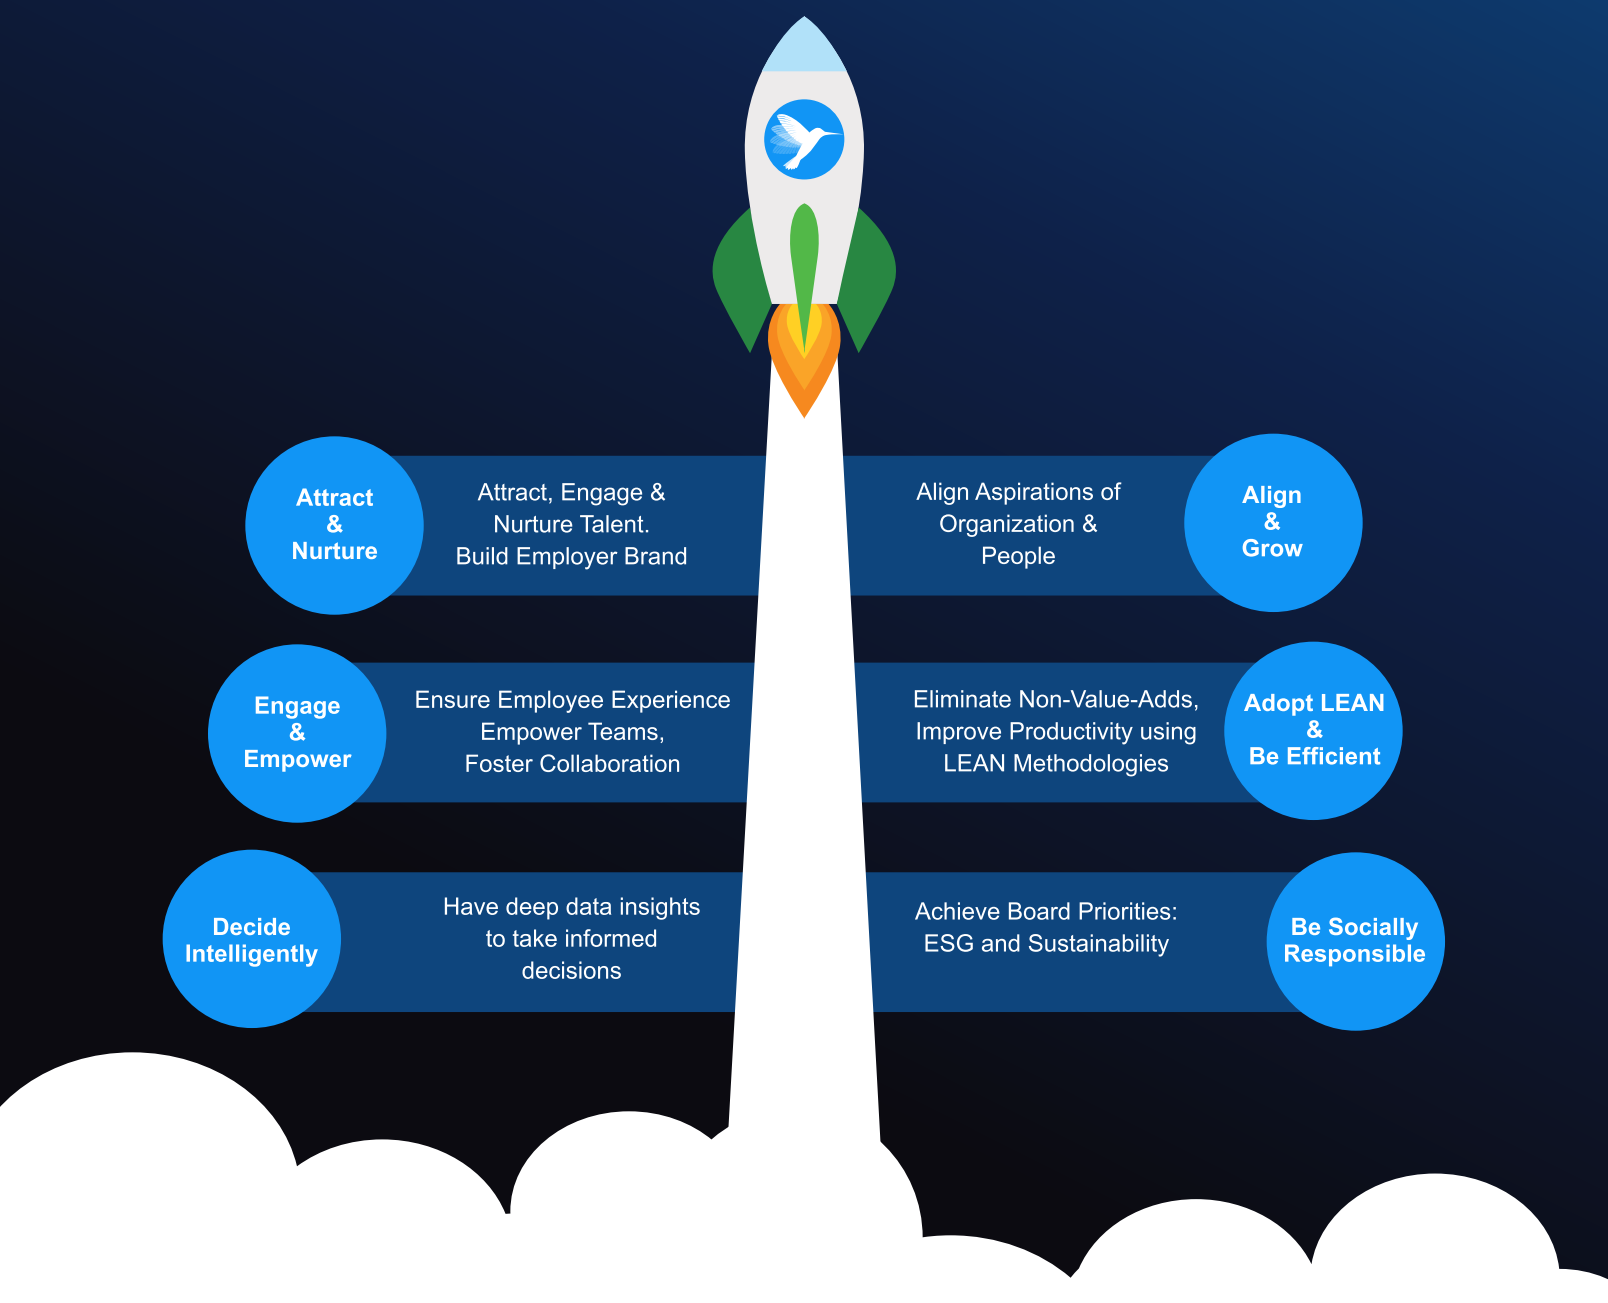 Attract
&
Nurture
Attract, Engage &
Nurture Talent.
Build Employer Brand
Align Aspirations of
Organization &
People
Align
&
Grow
Engage
&
Empower
Ensure Employee Experience
Empower Teams,
Foster Collaboration
Eliminate Non-Value-Adds,
Improve Productivity using
LEAN Methodologies
Adopt LEAN
&
Be Efficient
Decide
Intelligently
Have deep data insights
to take informed
decisions
Achieve Board Priorities:
ESG and Sustainability
Be Socially
Responsible